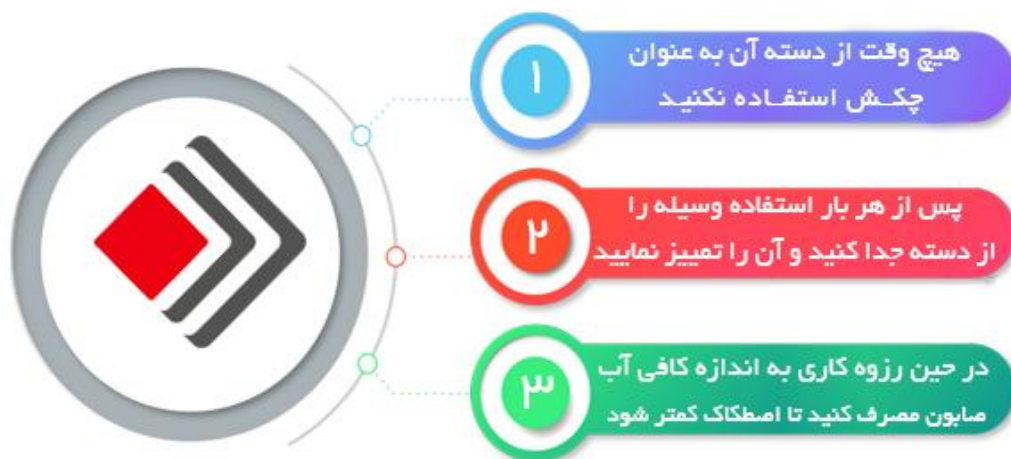 ۱
هیچ وقت از دسته آن به عنوان
چکش استفاده نکنید
۲
پس از هر بار استفاده وسیله را
از دسته جدا کنید و آن را تمییز نمایید
۳
در حین رزوه کاری به اندازه کافی آب
صابون مصرف کنید تا اصطکاک کمتر شود